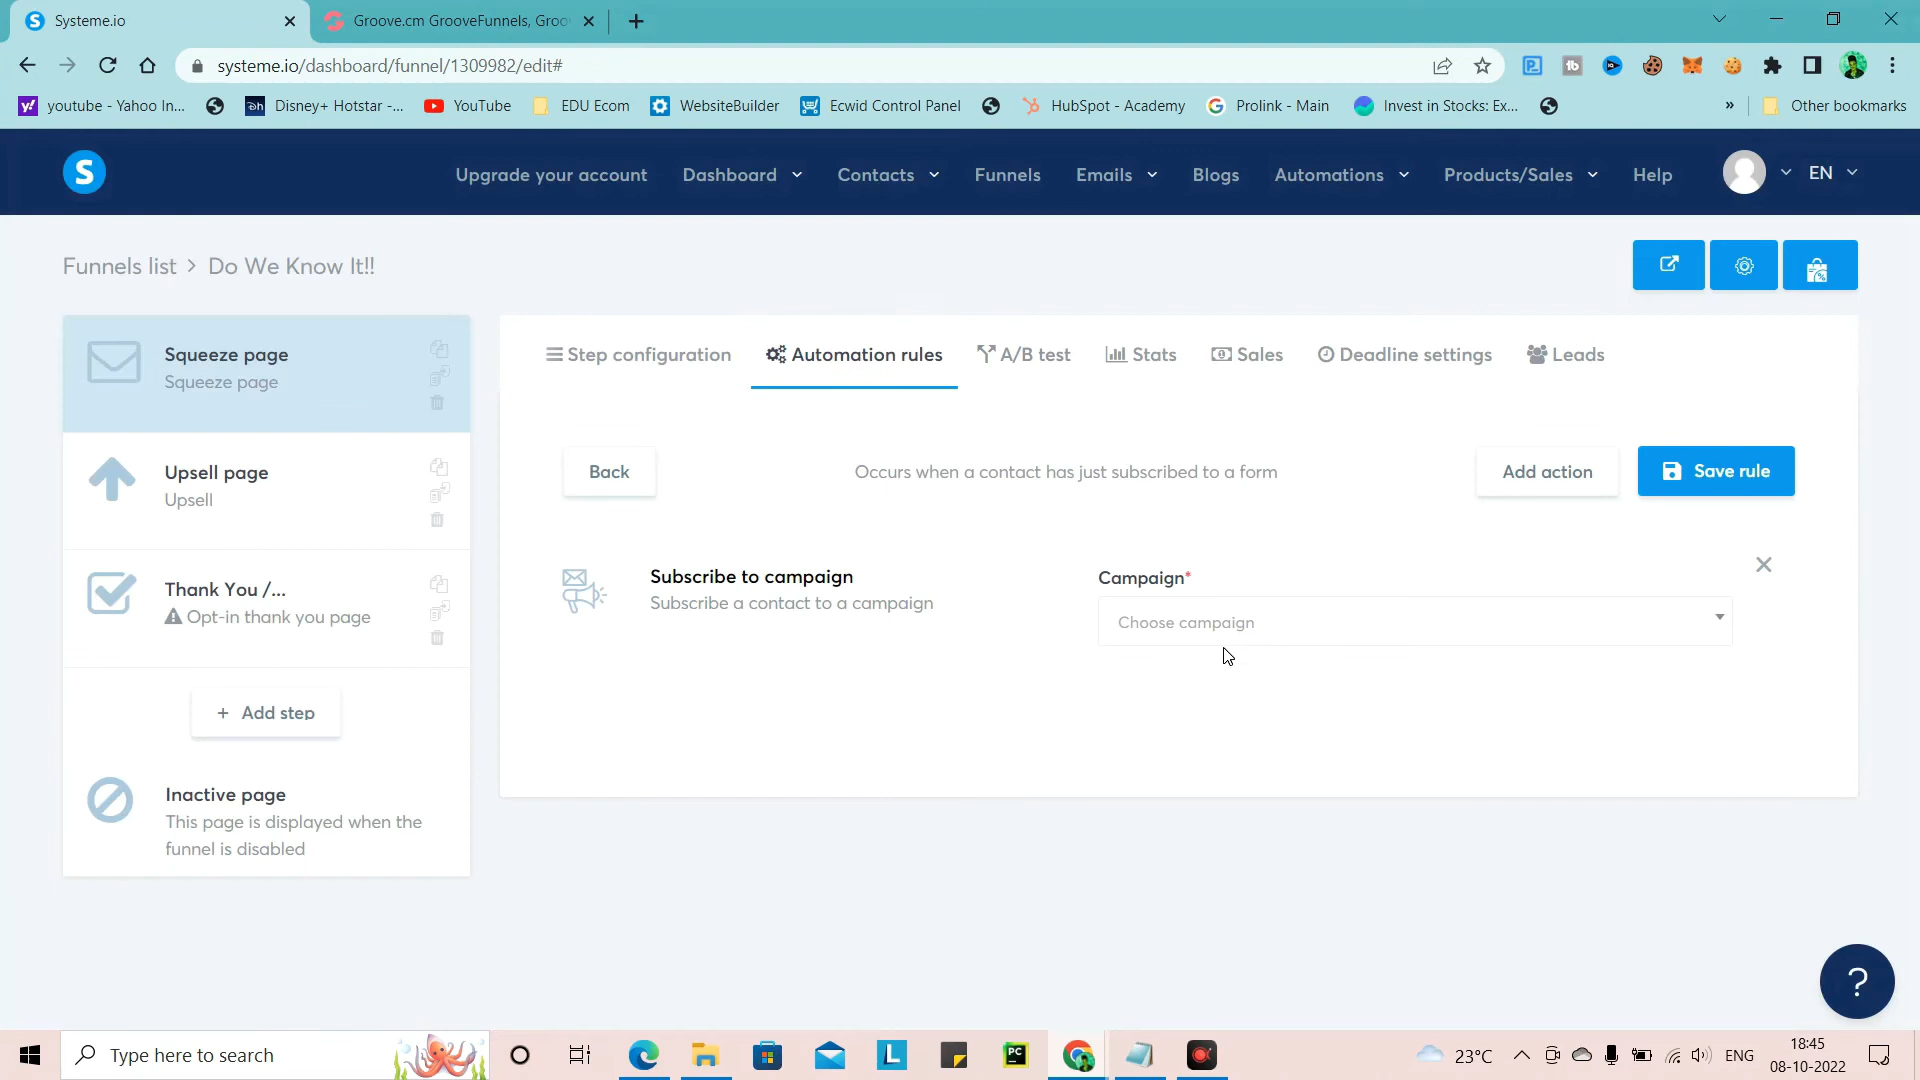 Systeme.io
Groove.cm GrooveFunnels, Groo
systeme.io/dashboard/funnel/1309982/edit#
youtube - Yahoo In...
Disney+ Hotstar -...
YouTube
EDU Ecom
WebsiteBuilder
Ecwid Control Panel
HubSpot - Academy
Prolink - Main
Invest in Stocks: Ex...
»
Other bookmarks
S
Upgrade your account
Dashboard
Contacts
Funnels
Emails
Blogs
Automations
Products/Sales
Help
EN
Funnels list > Do We Know It!!
Squeeze page
Squeeze page
Upsell page
Upsell
Thank You /...
Opt-in thank you page
+ Add step
Inactive page
This page is displayed when the
funnel is disabled
Step configuration
Automation rules
A/B test
Stats
Sales
Deadline settings
Leads
Back
Occurs when a contact has just subscribed to a form
Add action
Save rule
Subscribe to campaign
Subscribe a contact to a campaign
Campaign*
Choose campaign
?
Type here to search
L
PC
23°C
ENG
18:45
08-10-2022